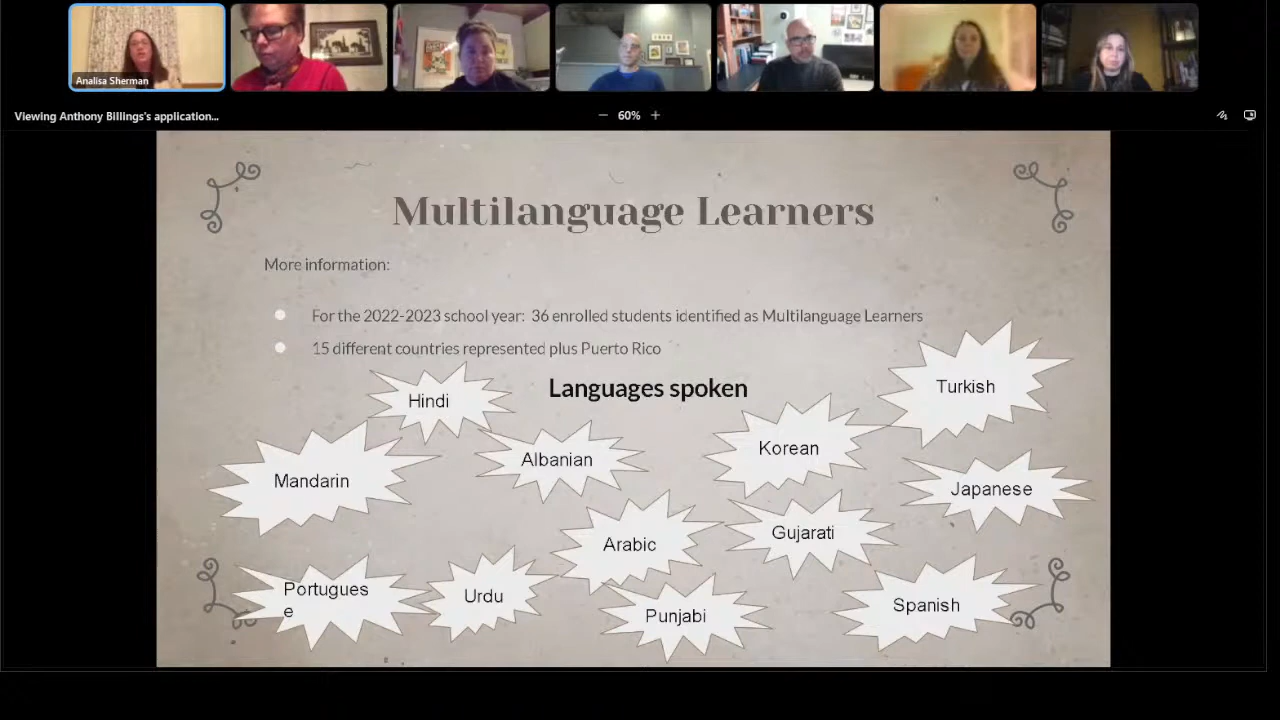 Analisa Sherman
Viewing Anthony Billings's application...
60%
Multilanguage Learners
More information:
For the 2022-2023 school year: 36 enrolled students identified as Multilanguage Learners
15 different countries represented plus Puerto Rico
Languages spoken
Hindi
Turkish
Mandarin
Albanian
Korean
Japanese
Arabic
Gujarati
Portugues
e
Urdu
Punjabi
Spanish